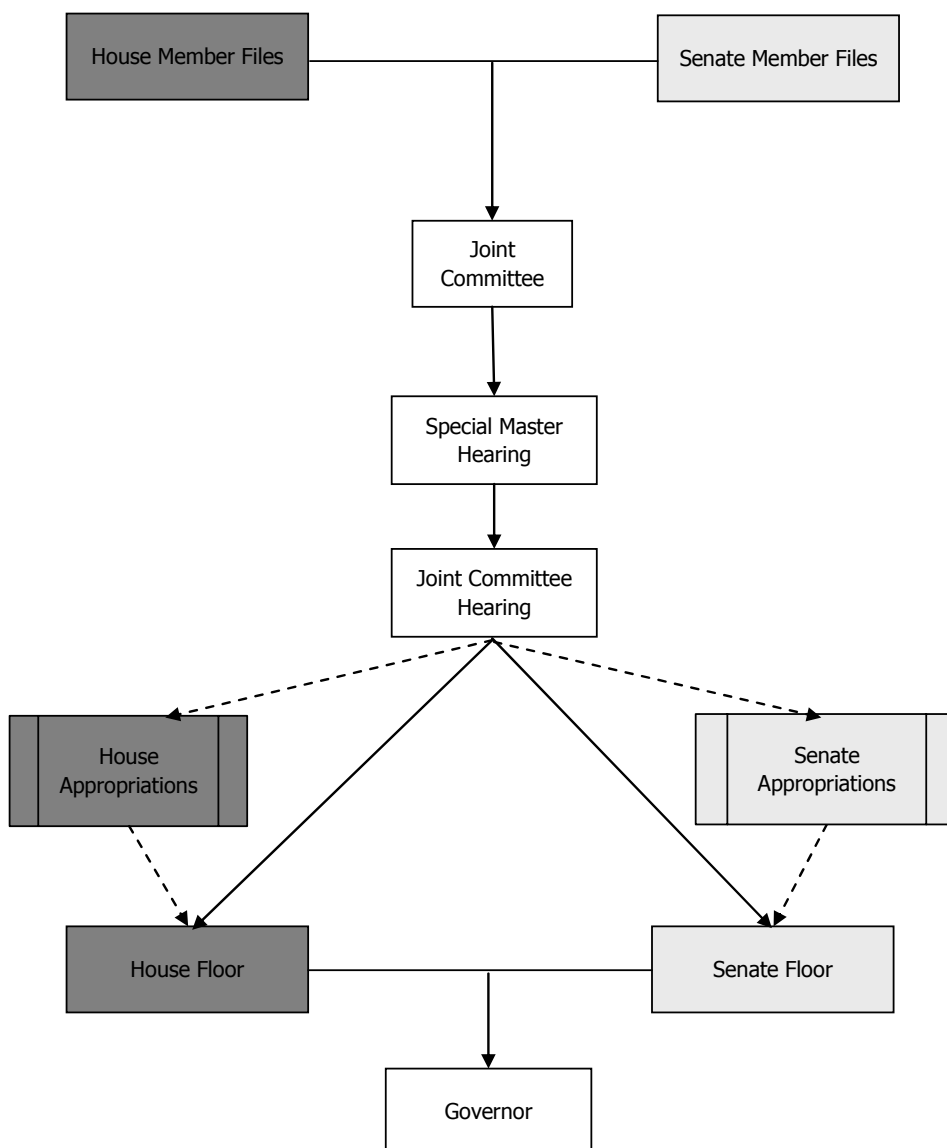 House Member Files
Senate Member Files
Joint
Committee
Special Master
Hearing
Joint Committee
Hearing
House
Appropriations
Senate
Appropriations
House Floor
Senate Floor
Governor